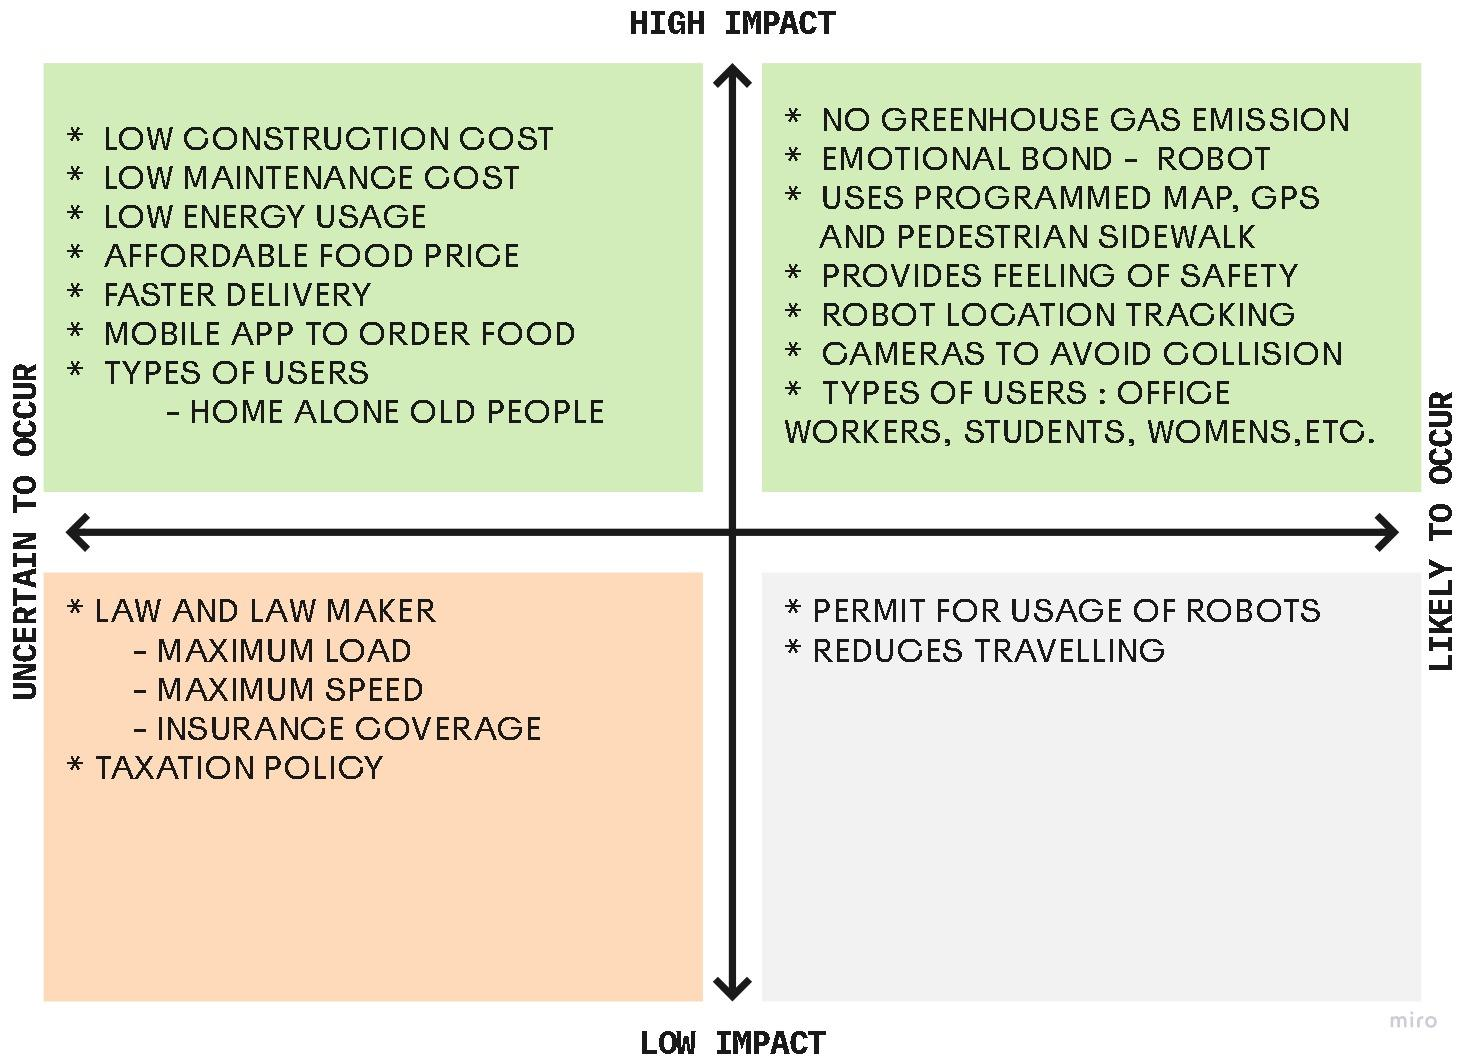 HIGH IMPACT
* LOW CONSTRUCTION COST
* LOW MAINTENANCE COST
* LOW ENERGY USAGE
* AFFORDABLE FOOD PRICE
* FASTER DELIVERY
* MOBILE APP TO ORDER FOOD
* TYPES OF USERS
- HOME ALONE OLD PEOPLE
* NO GREENHOUSE GAS EMISSION
* EMOTIONAL BOND - ROBOT
* USES PROGRAMMED MAP, GPS
AND PEDESTRIAN SIDEWALK
* PROVIDES FEELING OF SAFETY
* ROBOT LOCATION TRACKING
* CAMERAS TO AVOID COLLISION
* TYPES OF USERS : OFFICE
WORKERS, STUDENTS, WOMENS,ETC.
UNCERTAIN TO OCCUR
LIKELY TO OCCUR
* LAW AND LAW MAKER
- MAXIMUM LOAD
- MAXIMUM SPEED
- INSURANCE COVERAGE
* TAXATION POLICY
* PERMIT FOR USAGE OF ROBOTS
* REDUCES TRAVELLING
LOW IMPACT
miro